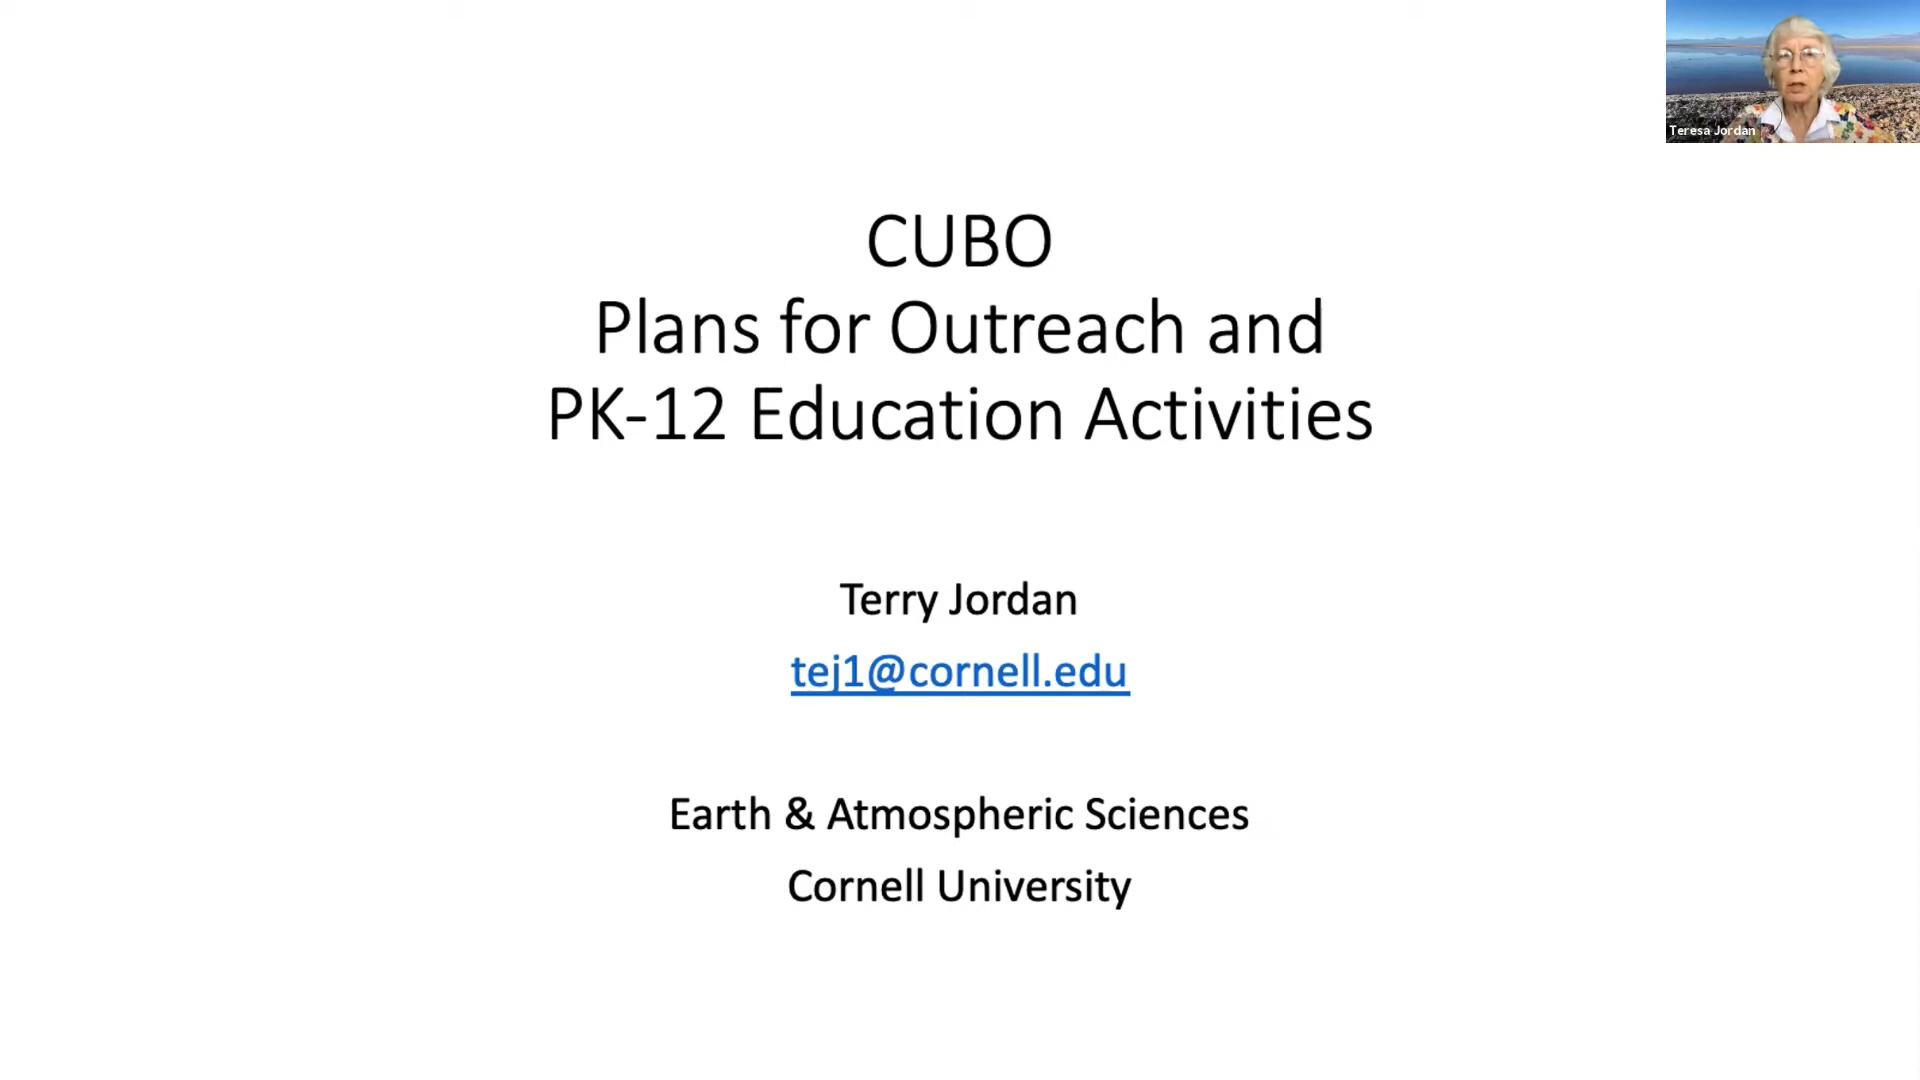 Teresa Jordan
CUBO
Plans for Outreach and
PK-12 Education Activities
Terry Jordan
tej1@cornell.edu
Earth & Atmospheric Sciences
Cornell University